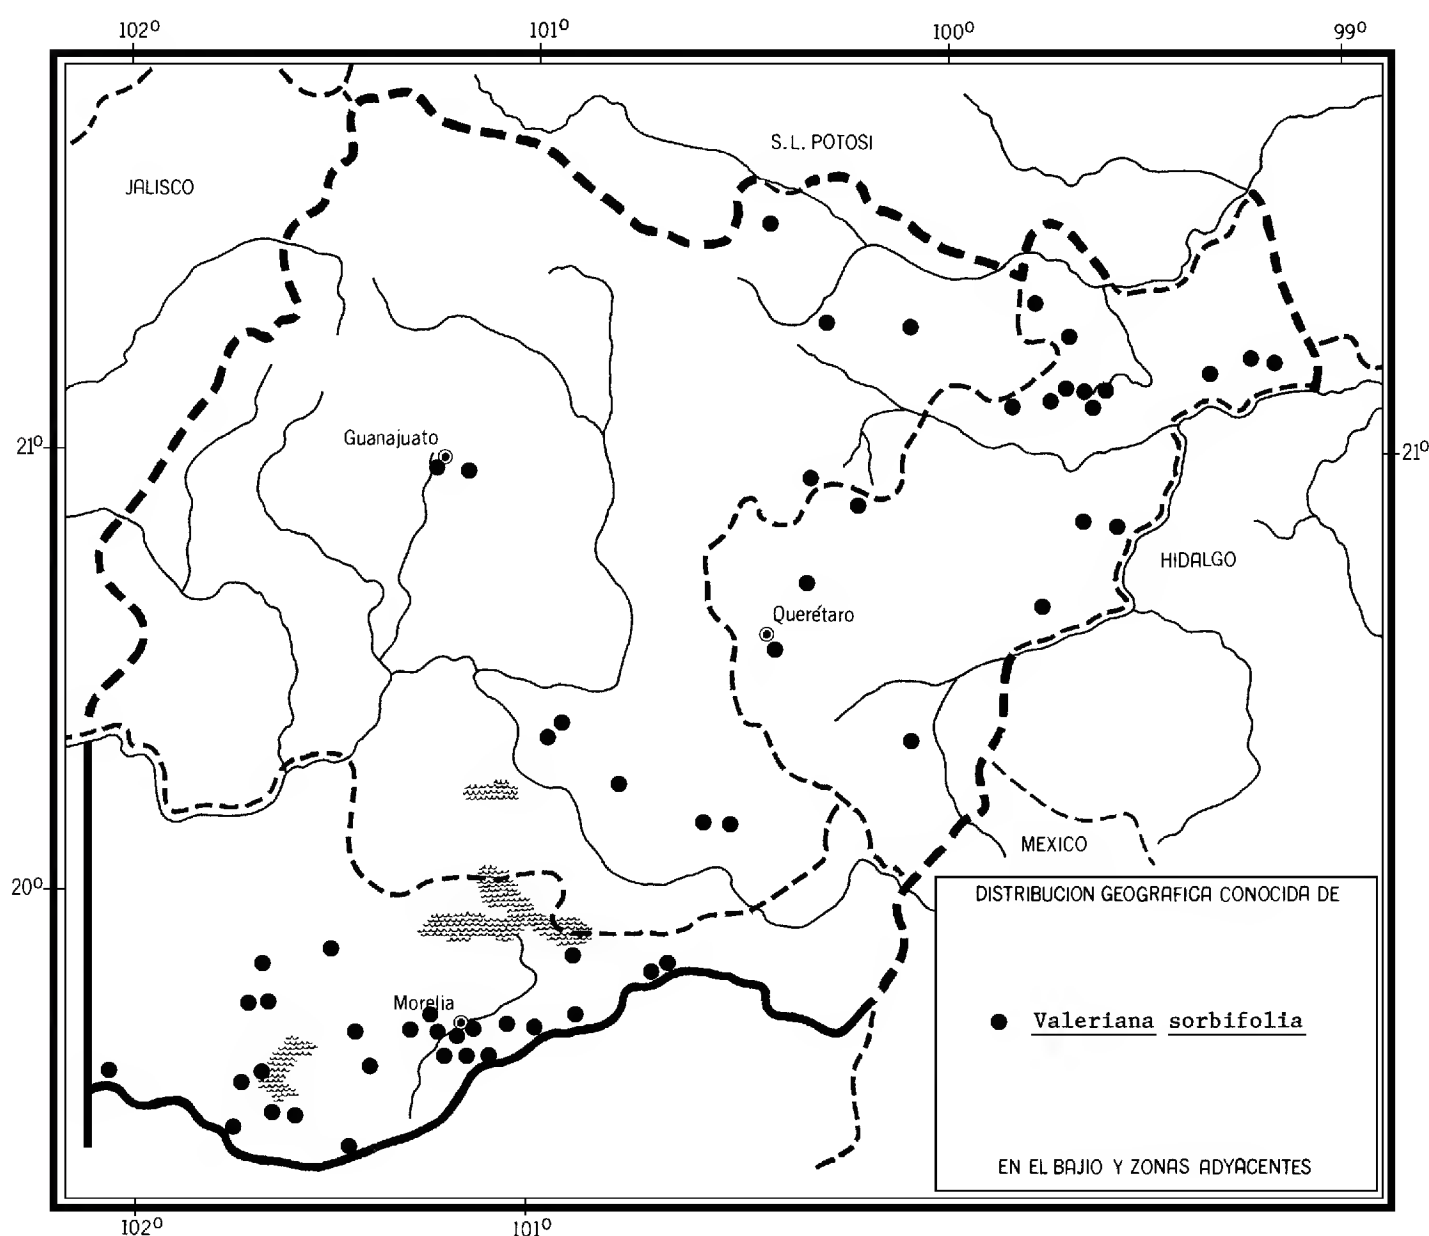 102º 101º 100º 99º
S.L. POTOSI
JALISCO
Guanajuato
21º 21º
HIDALGO
Querétaro
MEXICO
20º
DISTRIBUCION GEOGRAFICA CONOCIDA DE
Morelia
Valeriana sorbifolia
EN EL BAJIO Y ZONAS ADYACENTES
102º 101º